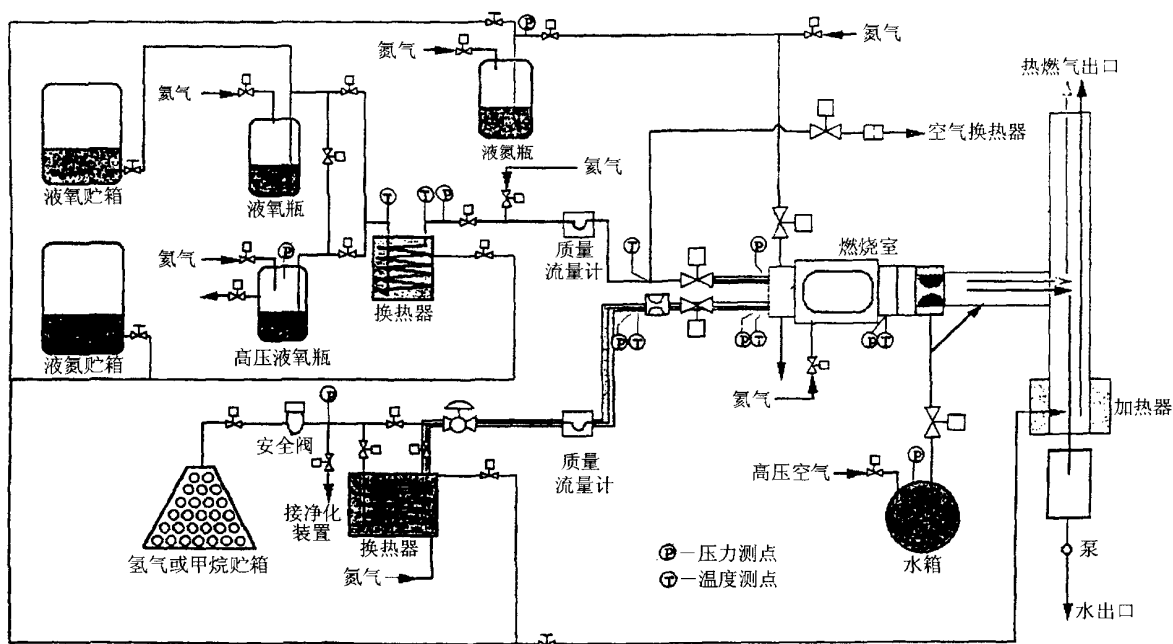 氮气
氮气
热燃气出口
氦气
空气换热器
液氮瓶
液氧贮箱
液氧瓶
氦气
质量
流量计
燃烧室
氦气
换热器
液氮贮箱
高压液氧瓶
氦气
加热器
安全阀
质量
流量计
高压空气
接净化
装置
换热器
氢气或甲烷贮箱
氮气
P—压力测点
T—温度测点
水箱
泵
水出口
P
P
T
T
P
T
P
P
T
P
T
P
T
P
P